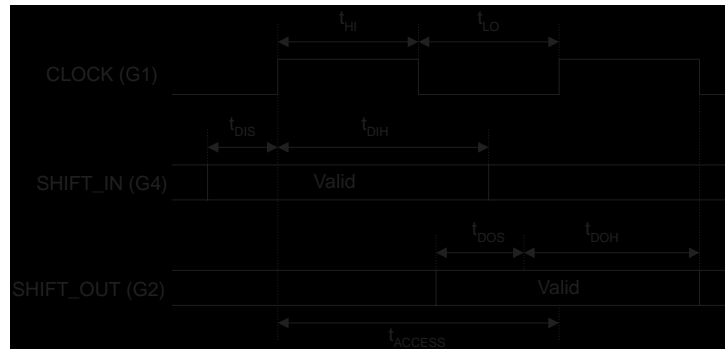 tHI tLO
CLOCK (G1)
tDIS tDIH
SHIFT_IN (G4) Valid
tDOS tDOH
SHIFT_OUT (G2) Valid
tACCESS